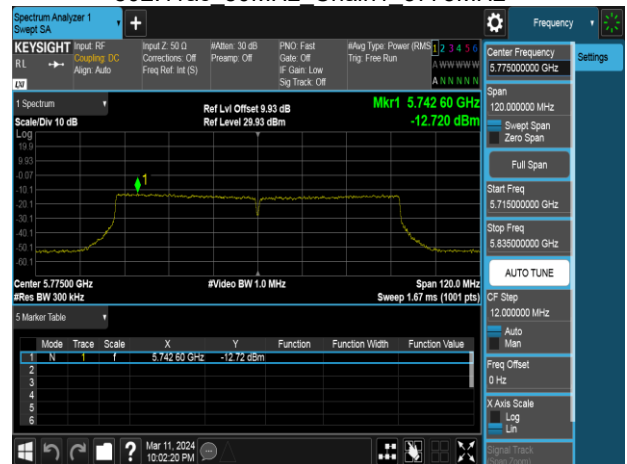 Spectrum Analyzer 1
Swept SA
Frequency
KEYSIGHT
RL
LXI
Input: RF
Coupling: DC
Align: Auto
Input Z: 50 Ω
Corrections: Off
Freq Ref: Int (S)
#Atten: 30 dB
Preamp: Off
PNO: Fast
Gate: Off
IF Gain: Low
Sig Track: Off
#Avg Type: Power (RMS
Trig: Free Run
1 2 3 4 5 6
A W W W W W
A N N N N N
1 Spectrum
Scale/Div 10 dB
Ref Lvl Offset 9.93 dB
Ref Level 29.93 dBm
Mkr1 5.742 60 GHz
-12.720 dBm
Log
19.9
9.93
-0.07
-10.1
-20.1
-30.1
-40.1
-50.1
-60.1
1
Center 5.77500 GHz
#Res BW 300 kHz
#Video BW 1.0 MHz
Span 120.0 MHz
Sweep 1.67 ms (1001 pts)
5 Marker Table
Mode Trace Scale X Y Function Function Width Function Value
1 N 1 f 5.742 60 GHz -12.72 dBm
2
3
4
5
6
Mar 11, 2024
10:02:20 PM
Center Frequency
5.775000000 GHz
Settings
Span
120.000000 MHz
Swept Span
Zero Span
Full Span
Start Freq
5.715000000 GHz
Stop Freq
5.835000000 GHz
AUTO TUNE
CF Step
12.000000 MHz
Auto
Man
Freq Offset
0 Hz
X Axis Scale
Log
Lin
Signal Track
(Span Zoom)